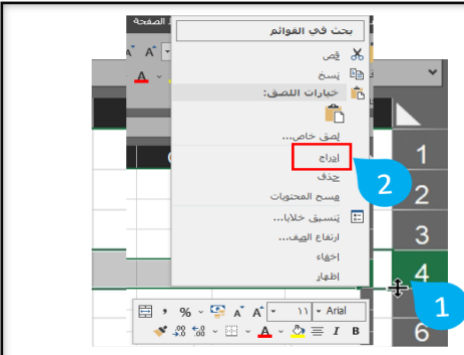 الصفحة
بحث في القوائم
قص
نسخ
خيارات اللصق:
لصق خاص...
إدراج
حذف
مسح المحتويات
تنسيق خلايا...
ارتفاع الصف...
إخفاء
إظهار
1
2
3
4
6
2
1
Arial
11
A A
% ,
B I A